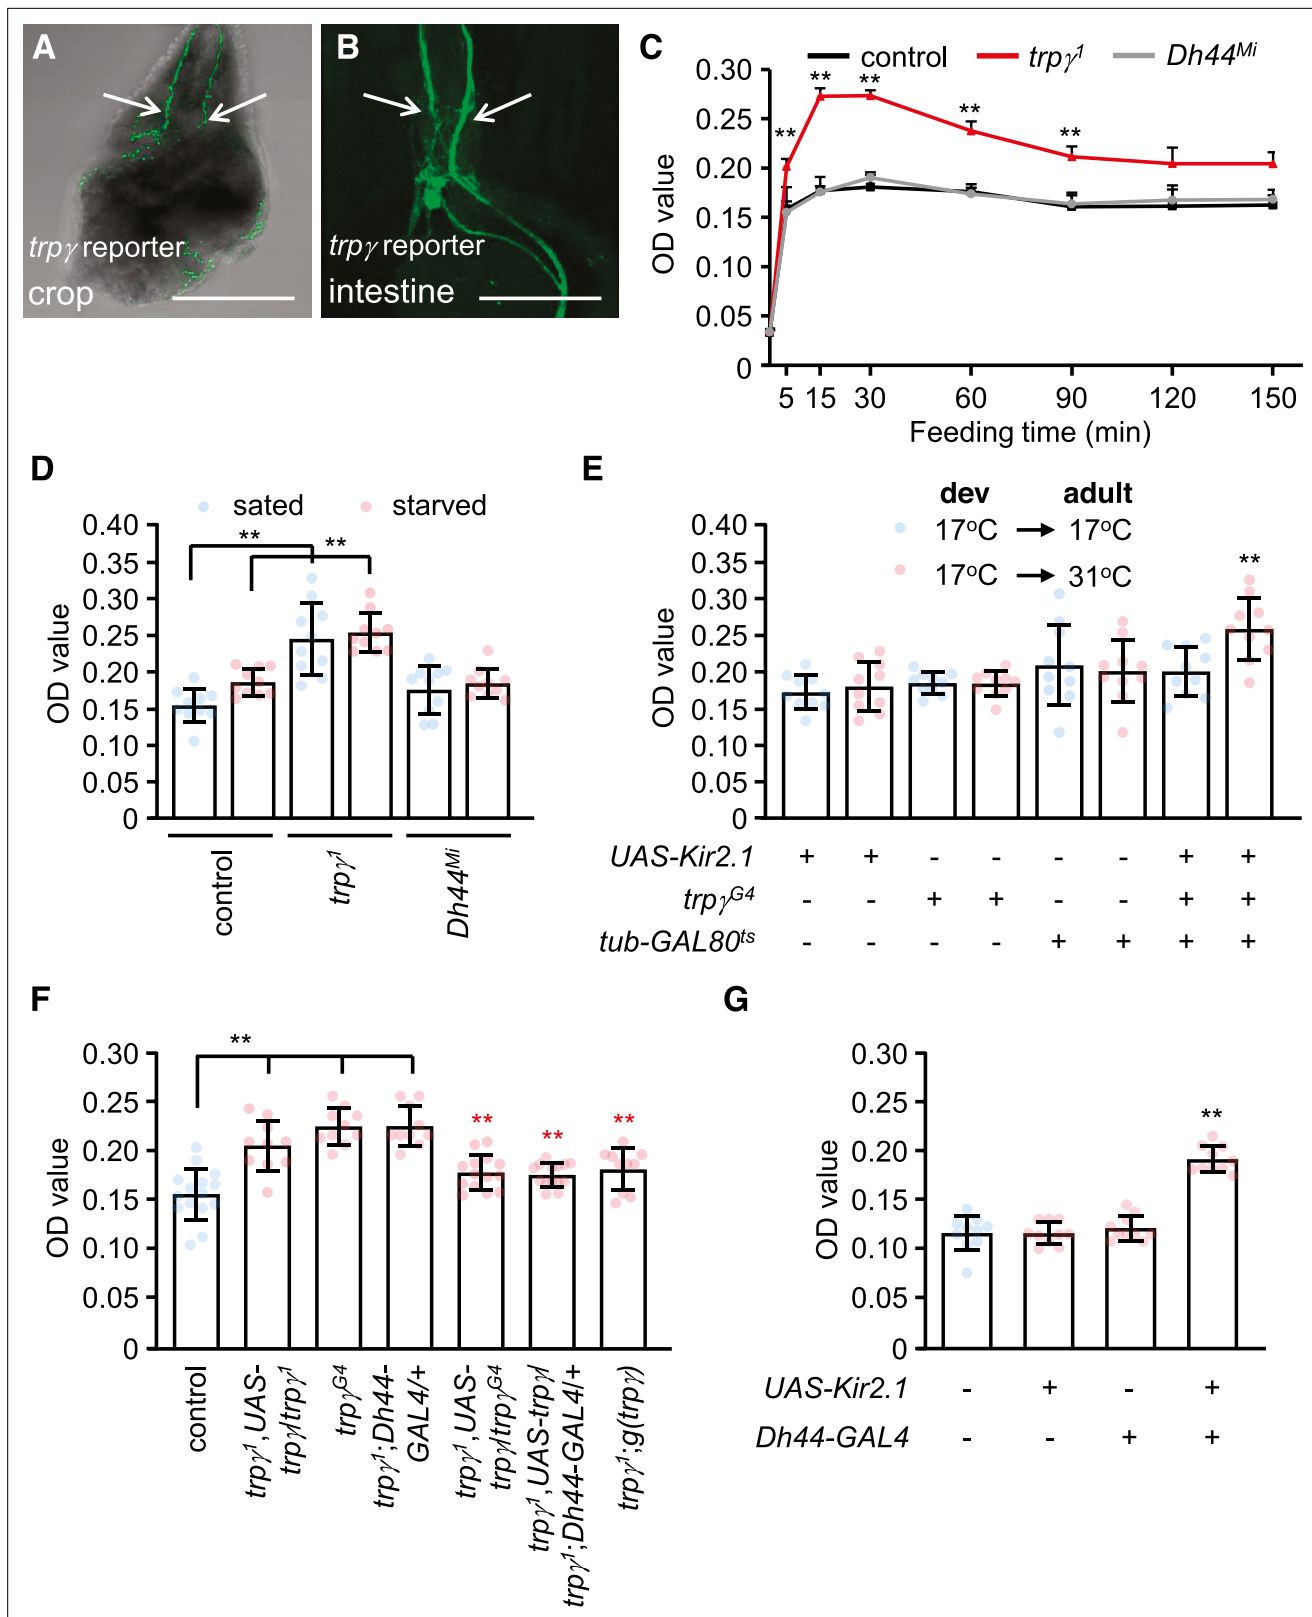 A
trpγ reporter
crop
B
trpγ reporter
intestine
C
control
trpγ¹
Dh44ᴹⁱ
OD value
0.30
0.25
0.20
0.15
0.10
0.05
0
** ** ** ** **
5 15 30 60 90 120 150
Feeding time (min)
D
sated
starved
** **
OD value
0.40
0.35
0.30
0.25
0.20
0.15
0.10
0.05
0
control
trpγ¹
Dh44ᴹⁱ
E
dev adult
17°C 17°C
17°C 31°C
**
OD value
0.40
0.35
0.30
0.25
0.20
0.15
0.10
0.05
0
UAS-Kir2.1 + + - - - - + +
trpγᴳ⁴ - - + + - - + +
tub-GAL80ᵗˢ - - - - + + + +
F
** ** ** **
OD value
0.30
0.25
0.20
0.15
0.10
0.05
0
control
trpγ¹,UAS-
trpγ/trpγ¹
trpγᴳ⁴
trpγ¹;Dh44-
GAL4/+
trpγ¹,UAS-
trpγ/trpγᴳ⁴
trpγ¹,UAS-trpγ/
trpγ¹;Dh44-GAL4/+
trpγ¹;g(trpγ)
G
**
OD value
0.30
0.25
0.20
0.15
0.10
0.05
0
UAS-Kir2.1 - + - +
Dh44-GAL4 - - + +